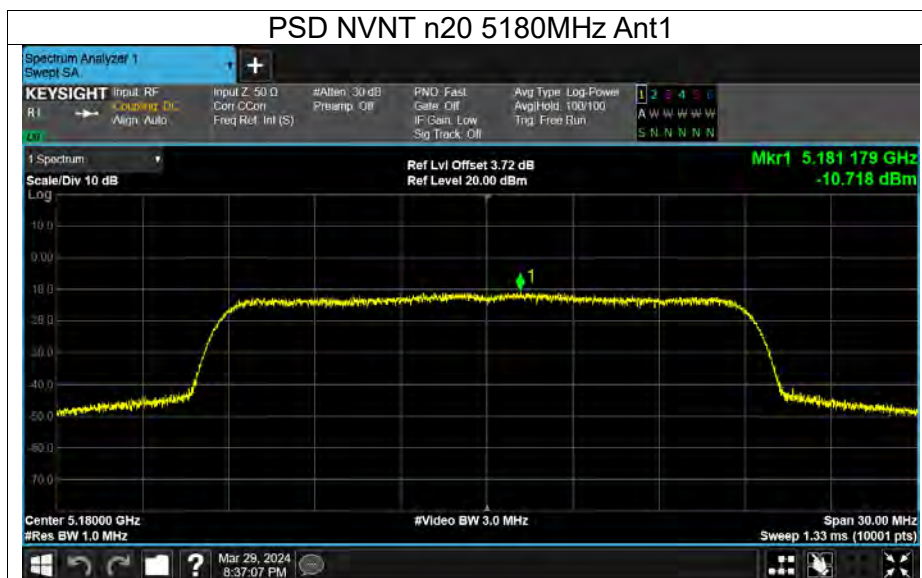 PSD NVNT n20 5180MHz Ant1
Spectrum Analyzer 1
Swept SA
+
KEYSIGHT Input: RF
R L
Coupling: DC
Align: Auto
Input Z: 50 Ω
Corr CCorr
Freq Ref: Int (S)
#Atten: 30 dB
Preamp: Off
PNO: Fast
Gate: Off
IF Gain: Low
Sig Track: Off
Avg Type: Log-Power
Avg|Hold: 100/100
Trig: Free Run
1 2 3 4 5 6
A W W W W W
S N N N N N
1 Spectrum
Scale/Div 10 dB
Log
Ref Lvl Offset 3.72 dB
Ref Level 20.00 dBm
Mkr1 5.181 179 GHz
-10.718 dBm
10.0
0.00
-10.0
1
-20.0
-30.0
-40.0
-50.0
-60.0
-70.0
Center 5.18000 GHz
#Res BW 1.0 MHz
#Video BW 3.0 MHz
Span 30.00 MHz
Sweep 1.33 ms (10001 pts)
?
Mar 29, 2024
8:37:07 PM